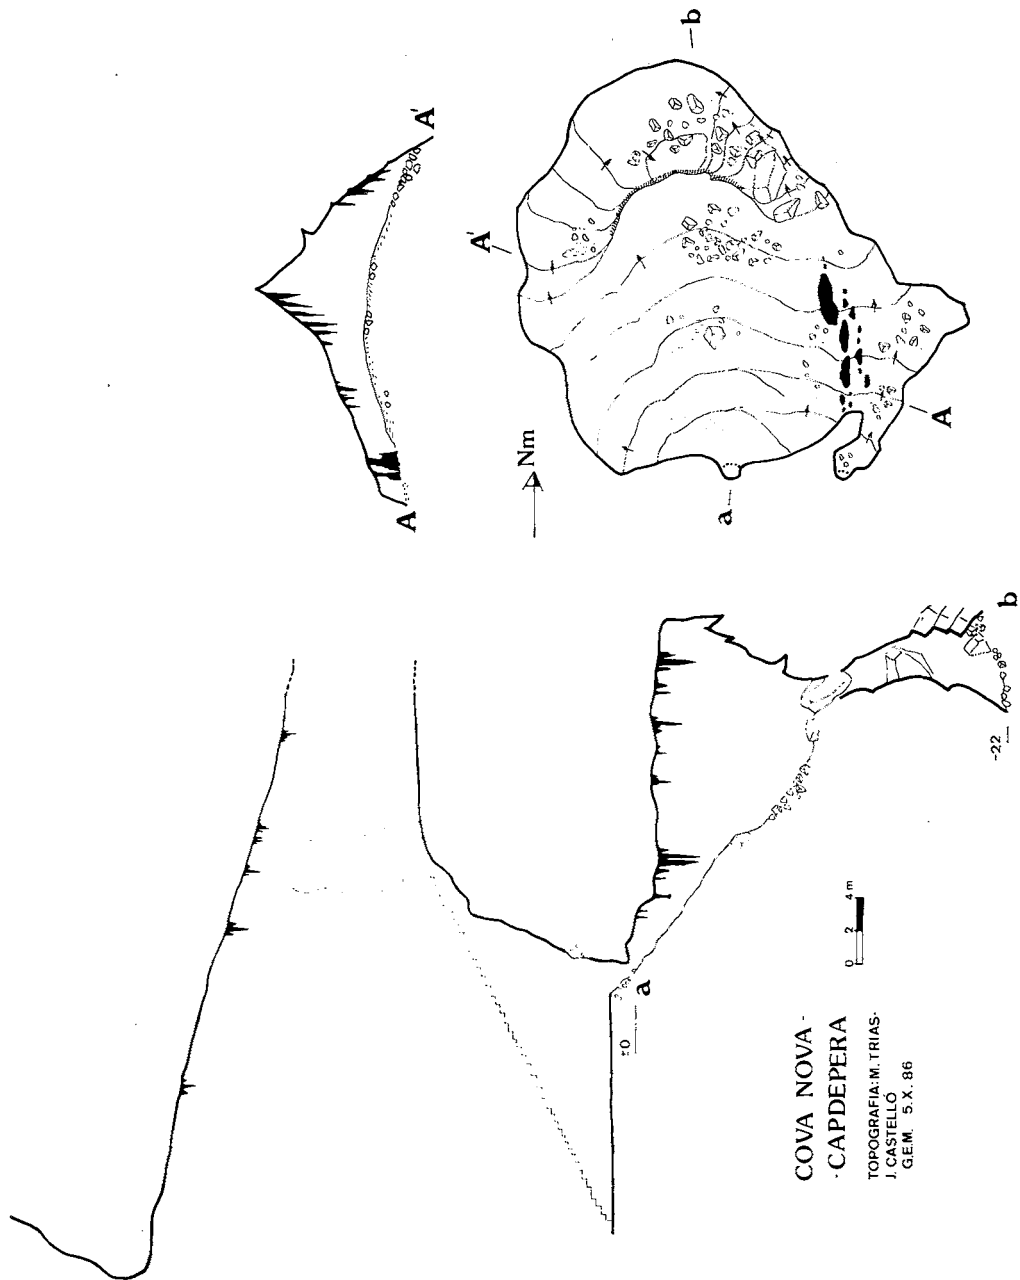 COVA NOVA -
- CAPDEPERA
TOPOGRAFIA: M. TRIAS-
J. CASTELLÓ
G.E.M. 5. X. 86
0 2 4 m
±0
a
-22
b
A
A'
Nm
a
b
A
A'